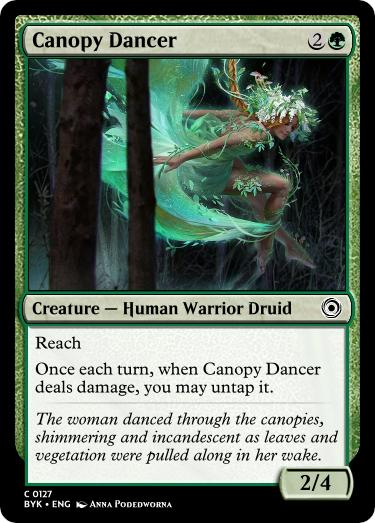 Canopy Dancer 2
Creature — Human Warrior Druid
Reach
Once each turn, when Canopy Dancer
deals damage, you may untap it.
The woman danced through the canopies,
shimmering and incandescent as leaves and
vegetation were pulled along in her wake.
2/4
C 0127
BYK • ENG Anna Podedworna